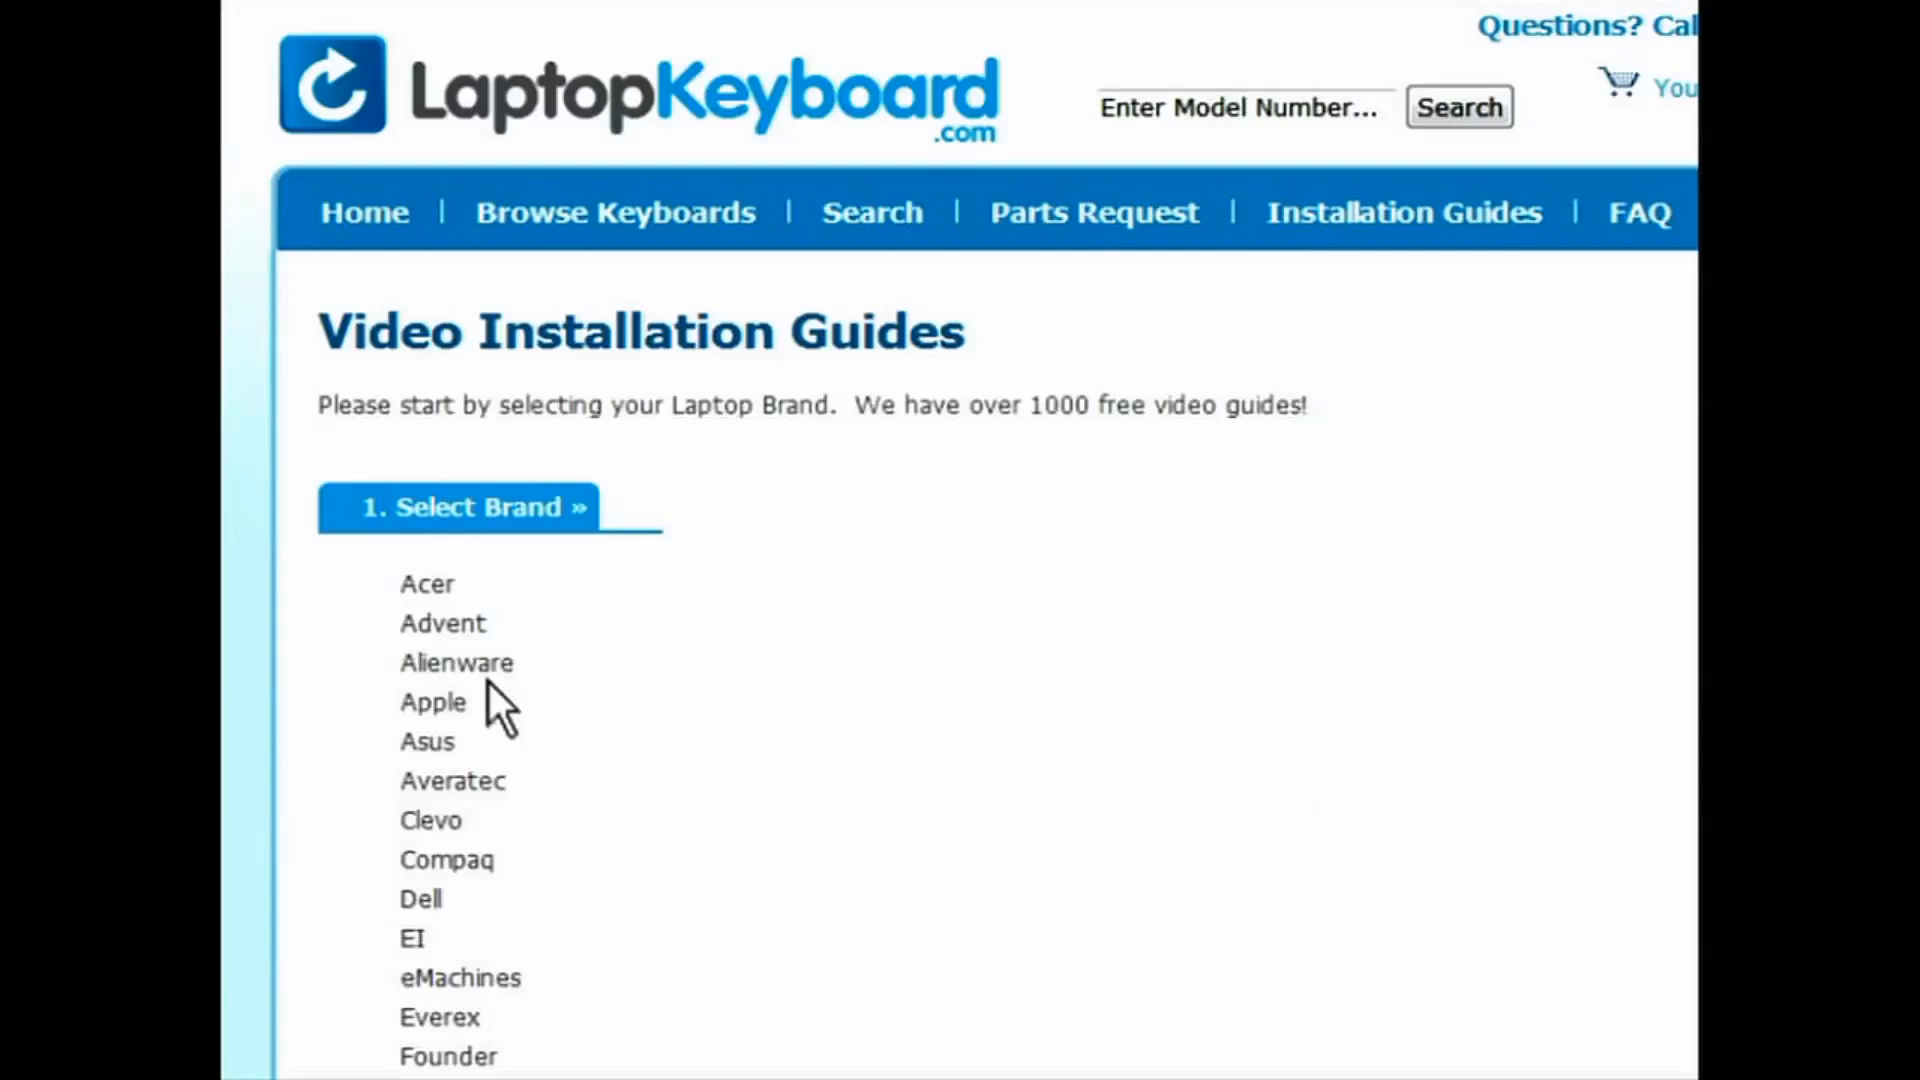 Questions? Cal
LaptopKeyboard
.com
Enter Model Number...
Search
You
Home | Browse Keyboards | Search | Parts Request | Installation Guides | FAQ
Video Installation Guides
Please start by selecting your Laptop Brand.  We have over 1000 free video guides!
1. Select Brand »
Acer
Advent
Alienware
Apple
Asus
Averatec
Clevo
Compaq
Dell
EI
eMachines
Everex
Founder